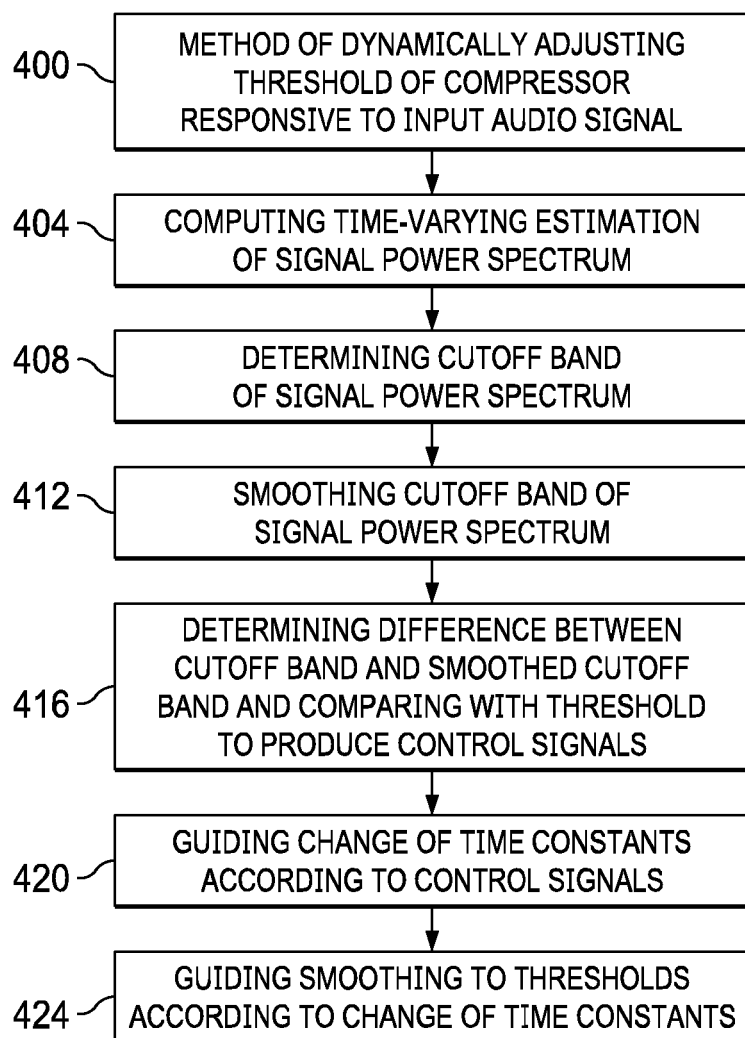 400
METHOD OF DYNAMICALLY ADJUSTING
THRESHOLD OF COMPRESSOR
RESPONSIVE TO INPUT AUDIO SIGNAL
404
COMPUTING TIME-VARYING ESTIMATION
OF SIGNAL POWER SPECTRUM
408
DETERMINING CUTOFF BAND
OF SIGNAL POWER SPECTRUM
412
SMOOTHING CUTOFF BAND OF
SIGNAL POWER SPECTRUM
416
DETERMINING DIFFERENCE BETWEEN
CUTOFF BAND AND SMOOTHED CUTOFF
BAND AND COMPARING WITH THRESHOLD
TO PRODUCE CONTROL SIGNALS
420
GUIDING CHANGE OF TIME CONSTANTS
ACCORDING TO CONTROL SIGNALS
424
GUIDING SMOOTHING TO THRESHOLDS
ACCORDING TO CHANGE OF TIME CONSTANTS